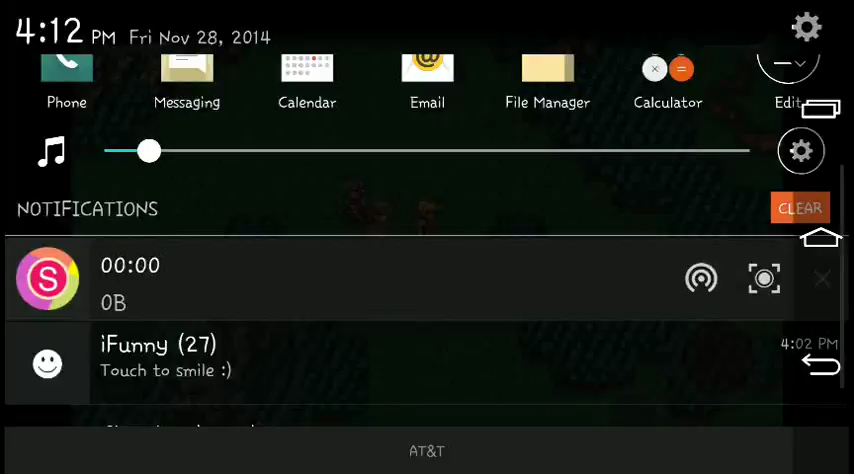 4:12 PM Fri Nov 28, 2014
Phone Messaging Calendar Email File Manager Calculator Edit
NOTIFICATIONS
CLEAR
S
00:00
0B
iFunny (27)
4:02 PM
Touch to smile :)
AT&T